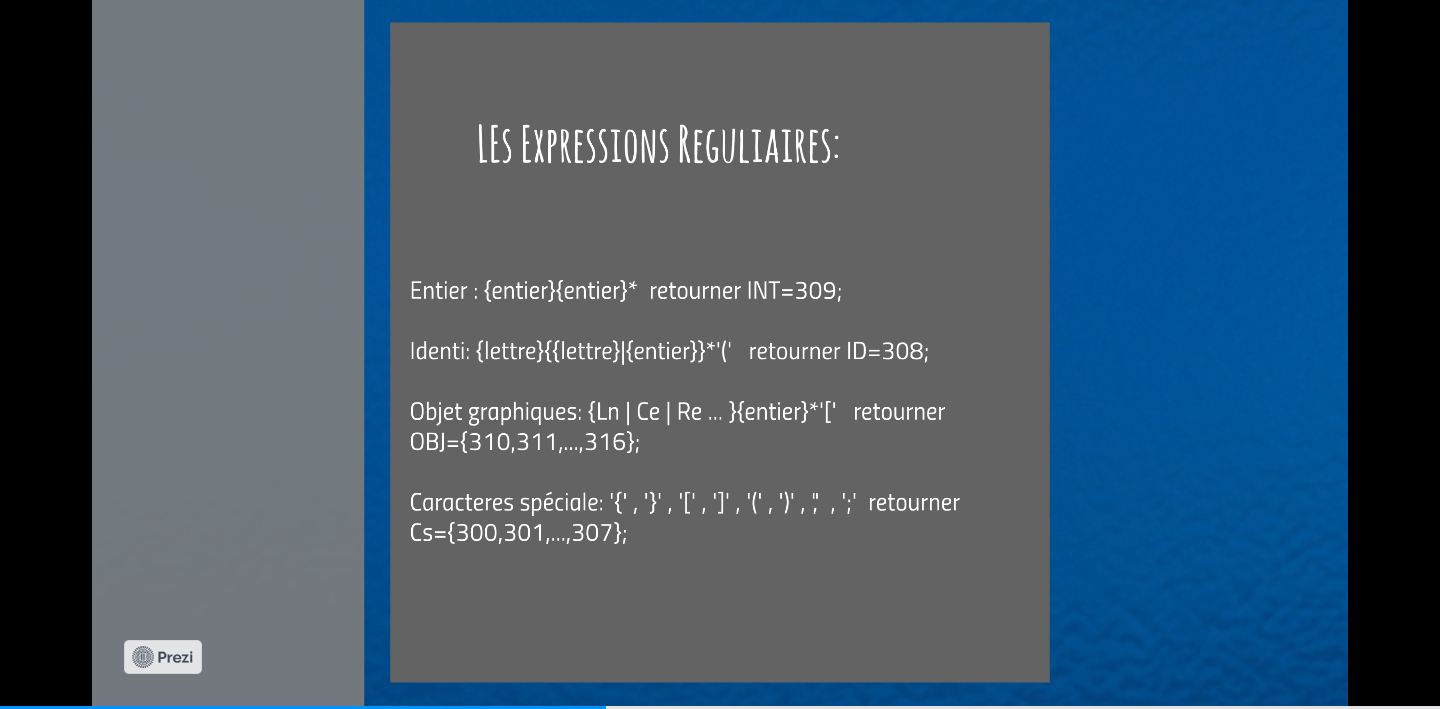 LEs Expressions Reguliaires:
Entier : {entier}{entier}* retourner INT=309;
Identi: {lettre}{{lettre}|{entier}}*'(' retourner ID=308;
Objet graphiques: {Ln | Ce | Re ... }{entier}*'[' retourner
OBJ={310,311,...,316};
Caracteres spéciale: '{' , '}' , '[' , ']' , '(' , ')' , ',' , ';' retourner
Cs={300,301,...,307};
Prezi